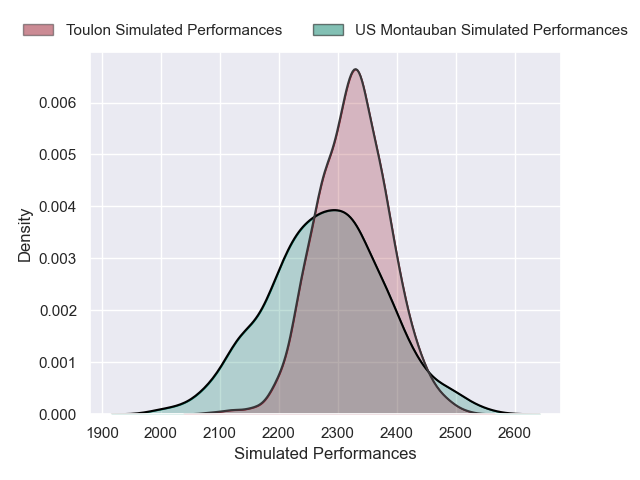 Toulon Simulated Performances US Montauban Simulated Performances
0.006
0.005
0.004
0.003
0.002
0.001
0.000
Density
1900 2000 2100 2200 2300 2400 2500 2600
Simulated Performances